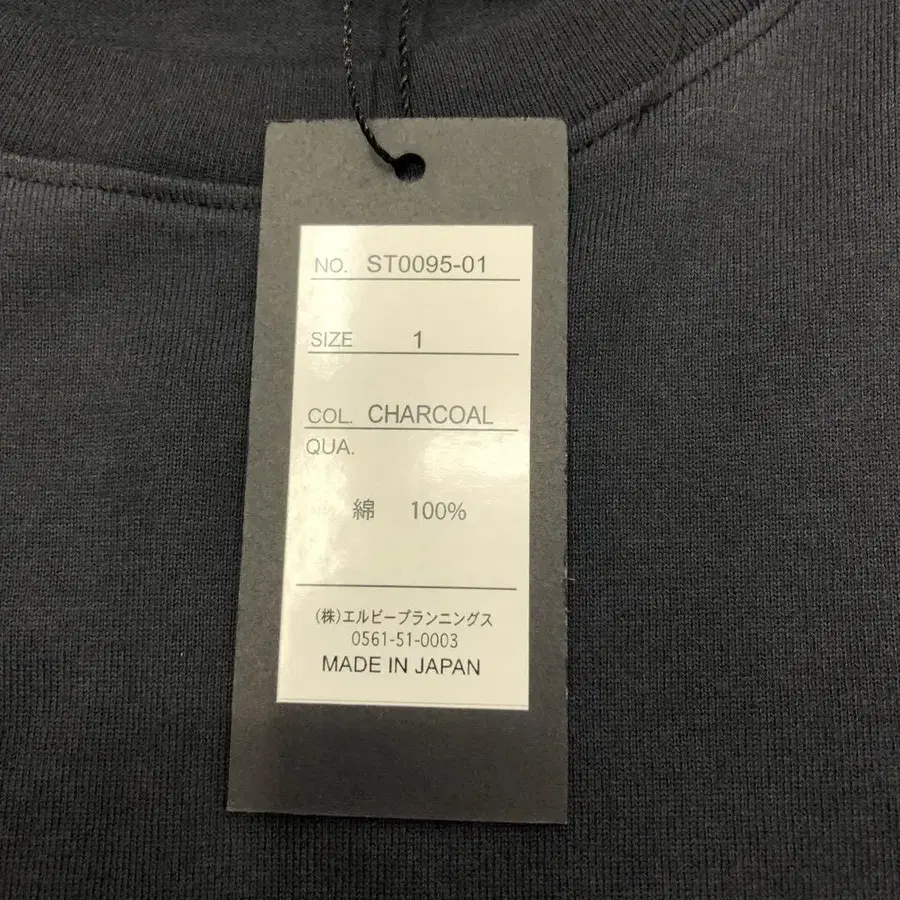 NO. ST0095-01
SIZE 1
COL. CHARCOAL
QUA.
綿 100%
(株)エルビープランニングス
0561-51-0003
MADE IN JAPAN